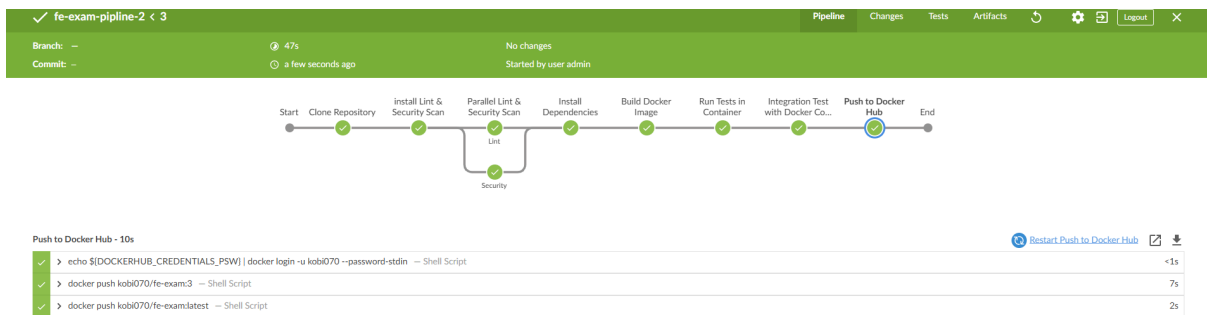 fe-exam-pipline-2 < 3
Pipeline Changes Tests Artifacts Logout
Branch: — 47s No changes
Commit: — a few seconds ago Started by user admin
install Lint & Parallel Lint & Install Build Docker Run Tests in Integration Test Push to Docker
Start Clone Repository Security Scan Security Scan Dependencies Image Container with Docker Co... Hub End
Lint
Security
Push to Docker Hub - 10s Restart Push to Docker Hub
> echo ${DOCKERHUB_CREDENTIALS_PSW} | docker login -u kobi070 --password-stdin — Shell Script <1s
> docker push kobi070/fe-exam:3 — Shell Script 7s
> docker push kobi070/fe-exam:latest — Shell Script 2s